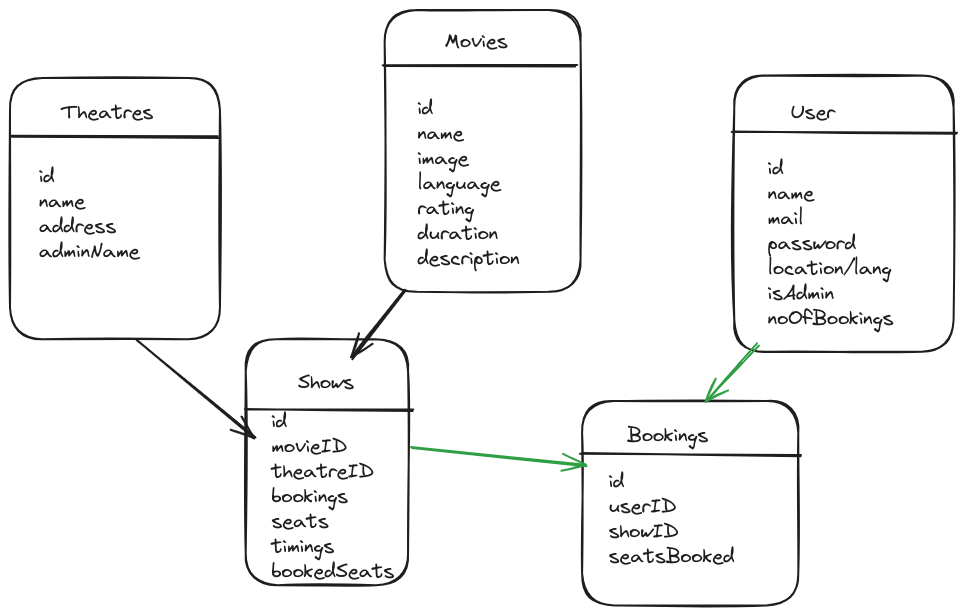 Theatres
id
name
address
adminName
Movies
id
name
image
language
rating
duration
description
User
id
name
mail
password
location/lang
isAdmin
noOfBookings
Shows
id
movieID
theatreID
bookings
seats
timings
bookedSeats
Bookings
id
userID
showID
seatsBooked